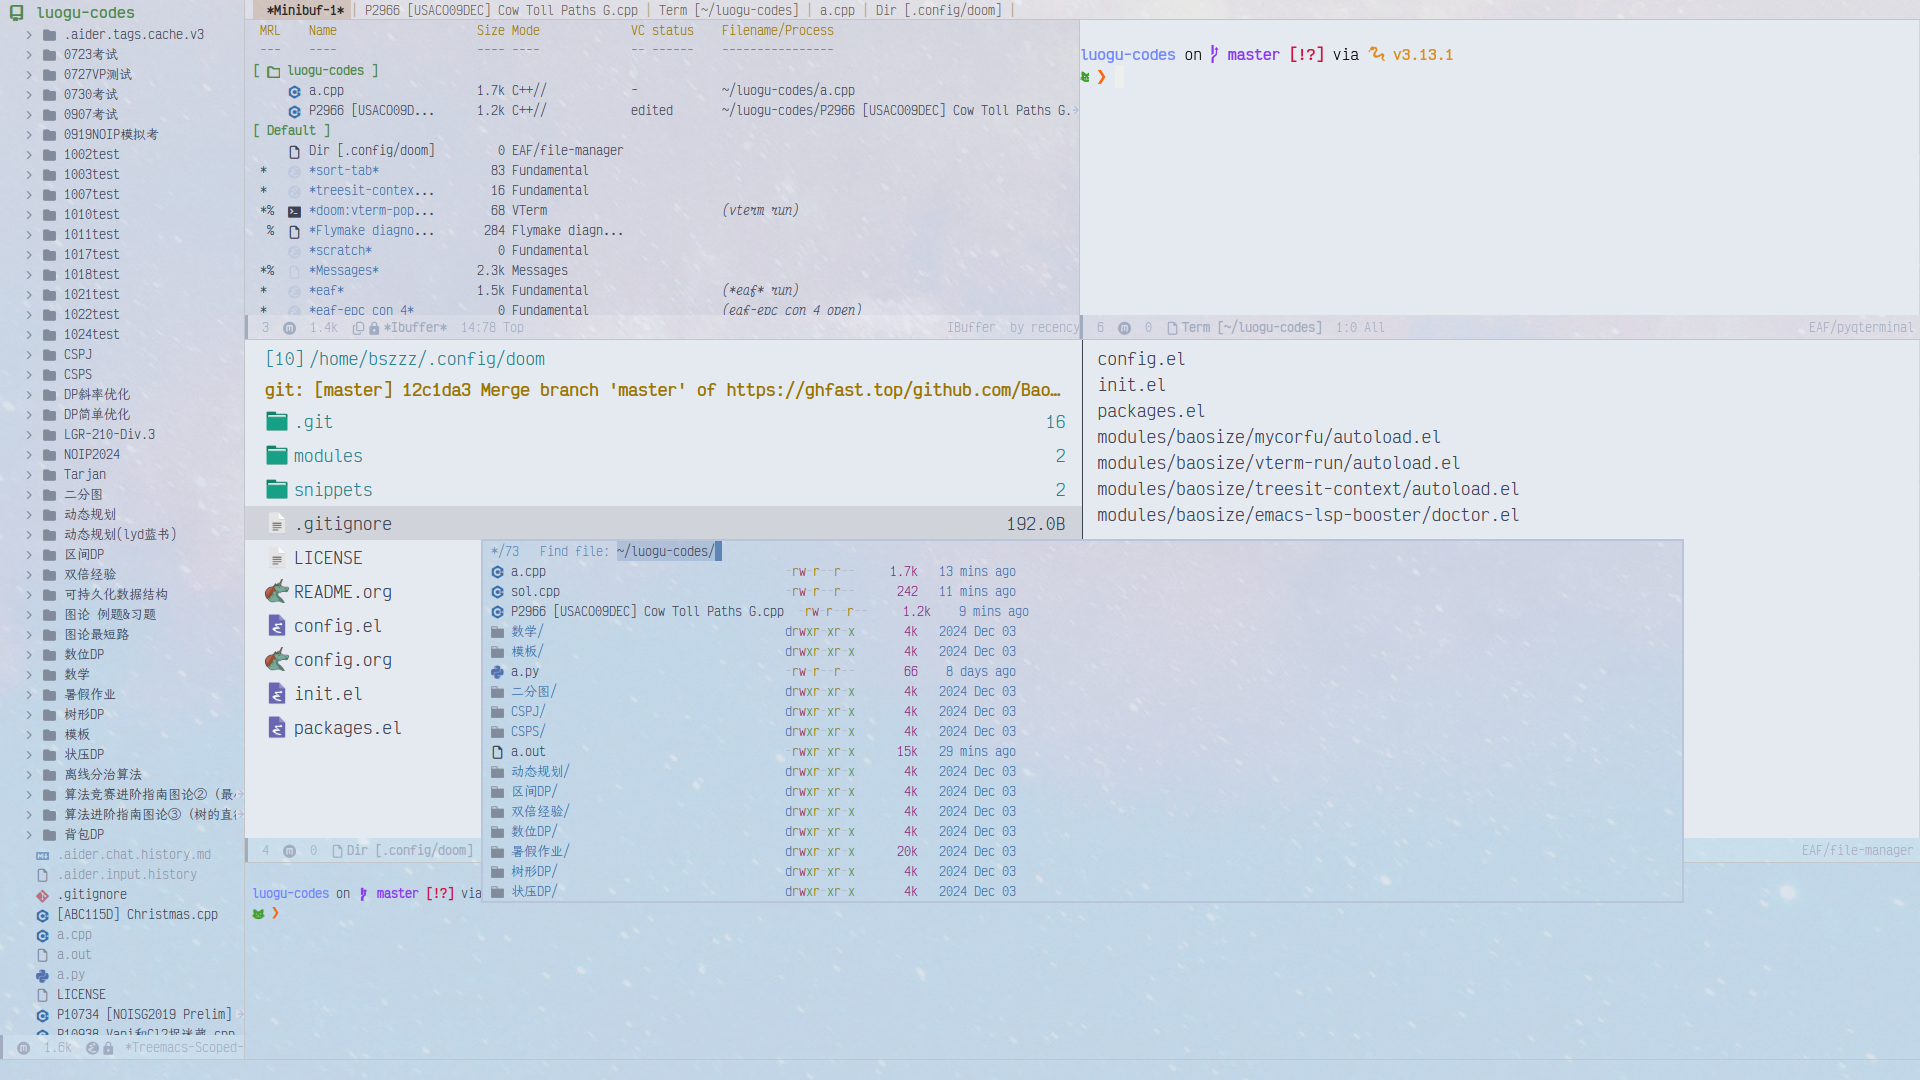 luogu-codes
.aider.tags.cache.v3
0723考试
0727VP测试
0730考试
0907考试
0919NOIP模拟考
1002test
1003test
1007test
1010test
1011test
1017test
1018test
1021test
1022test
1024test
CSPJ
CSPS
DP斜率优化
DP简单优化
LGR-210-Div.3
NOIP2024
Tarjan
二分图
动态规划
动态规划(lyd蓝书)
区间DP
双倍经验
可持久化数据结构
图论 例题&习题
图论最短路
数位DP
数学
暑假作业
树形DP
模板
状压DP
离线分治算法
算法竞赛进阶指南图论②（最
算法进阶指南图论③（树的直
背包DP
.aider.chat.history.md
.aider.input.history
.gitignore
[ABC115D] Christmas.cpp
a.cpp
a.out
a.py
LICENSE
P10734 [NOISG2019 Prelim]
P10938 Vani和Cl2捉迷藏.cpp
1.6k *Treemacs-Scoped-
*Minibuf-1* | P2966 [USACO09DEC] Cow Toll Paths G.cpp | Term [~/luogu-codes] | a.cpp | Dir [.config/doom] |
MRL Name Size Mode VC status Filename/Process
--- ---- ---- ---- -- ------ ----------------
[ luogu-codes ]
a.cpp 1.7k C++// - ~/luogu-codes/a.cpp
P2966 [USACO09D... 1.2k C++// edited ~/luogu-codes/P2966 [USACO09DEC] Cow Toll Paths G.
[ Default ]
Dir [.config/doom] 0 EAF/file-manager
* *sort-tab* 83 Fundamental
* *treesit-contex... 16 Fundamental
*% *doom:vterm-pop... 68 VTerm (vterm run)
% *Flymake diagno... 284 Flymake diagn...
*scratch* 0 Fundamental
*% *Messages* 2.3k Messages
* *eaf* 1.5k Fundamental (*eaf* run)
* *eaf-epc con 4* 0 Fundamental (eaf-epc con 4 open)
3 1.4k *Ibuffer* 14:78 Top IBuffer by recency
luogu-codes on master [!?] via v3.13.1
❯
6 0 Term [~/luogu-codes] 1:0 All EAF/pyqterminal
[10] /home/bszzz/.config/doom
git: [master] 12c1da3 Merge branch 'master' of https://ghfast.top/github.com/Bao…
.git 16
modules 2
snippets 2
.gitignore 192.0B
LICENSE
README.org
config.el
config.org
init.el
packages.el
config.el
init.el
packages.el
modules/baosize/mycorfu/autoload.el
modules/baosize/vterm-run/autoload.el
modules/baosize/treesit-context/autoload.el
modules/baosize/emacs-lsp-booster/doctor.el
*/73 Find file: ~/luogu-codes/
a.cpp -rw-r--r-- 1.7k 13 mins ago
sol.cpp -rw-r--r-- 242 11 mins ago
P2966 [USACO09DEC] Cow Toll Paths G.cpp -rw-r--r-- 1.2k 9 mins ago
数学/ drwxr-xr-x 4k 2024 Dec 03
模板/ drwxr-xr-x 4k 2024 Dec 03
a.py -rw-r--r-- 66 8 days ago
二分图/ drwxr-xr-x 4k 2024 Dec 03
CSPJ/ drwxr-xr-x 4k 2024 Dec 03
CSPS/ drwxr-xr-x 4k 2024 Dec 03
a.out -rwxr-xr-x 15k 29 mins ago
动态规划/ drwxr-xr-x 4k 2024 Dec 03
区间DP/ drwxr-xr-x 4k 2024 Dec 03
双倍经验/ drwxr-xr-x 4k 2024 Dec 03
数位DP/ drwxr-xr-x 4k 2024 Dec 03
暑假作业/ drwxr-xr-x 20k 2024 Dec 03
树形DP/ drwxr-xr-x 4k 2024 Dec 03
状压DP/ drwxr-xr-x 4k 2024 Dec 03
4 0 Dir [.config/doom] EAF/file-manager
luogu-codes on master [!?] via
❯